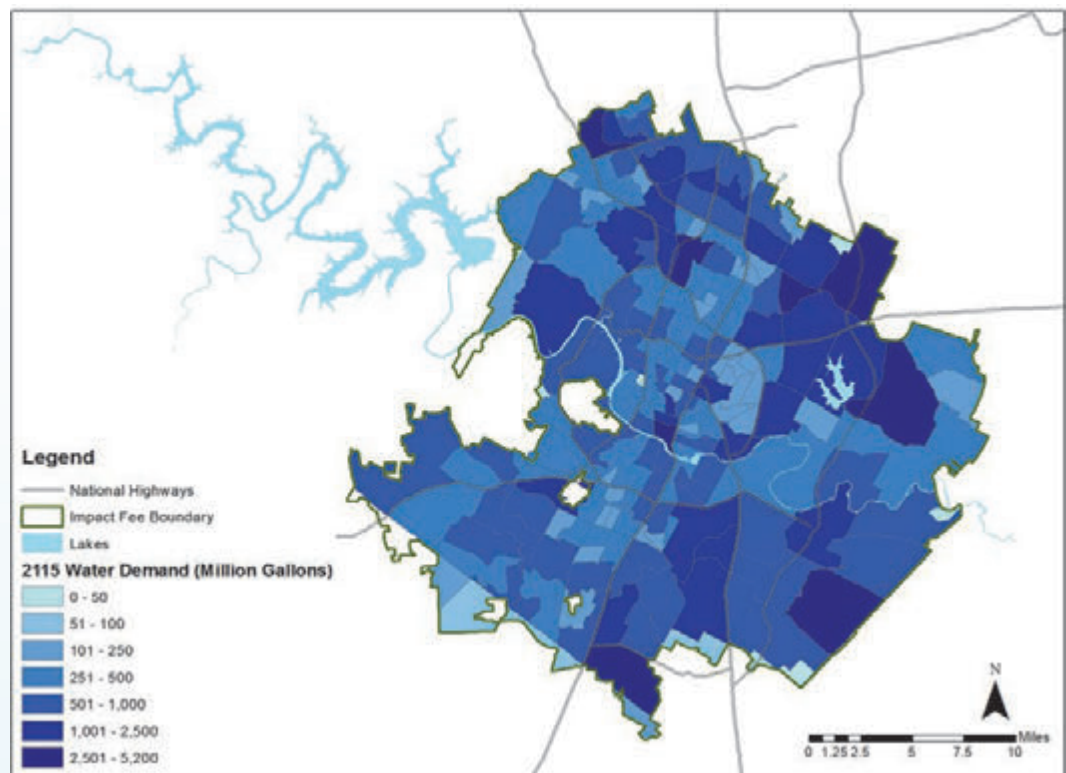 Legend
National Highways
Impact Fee Boundary
Lakes
2115 Water Demand (Million Gallons)
0 - 50
51 - 100
101 - 250
251 - 500
501 - 1,000
1,001 - 2,500
2,501 - 5,200
N
Miles
0 1.25 2.5 5 7.5 10